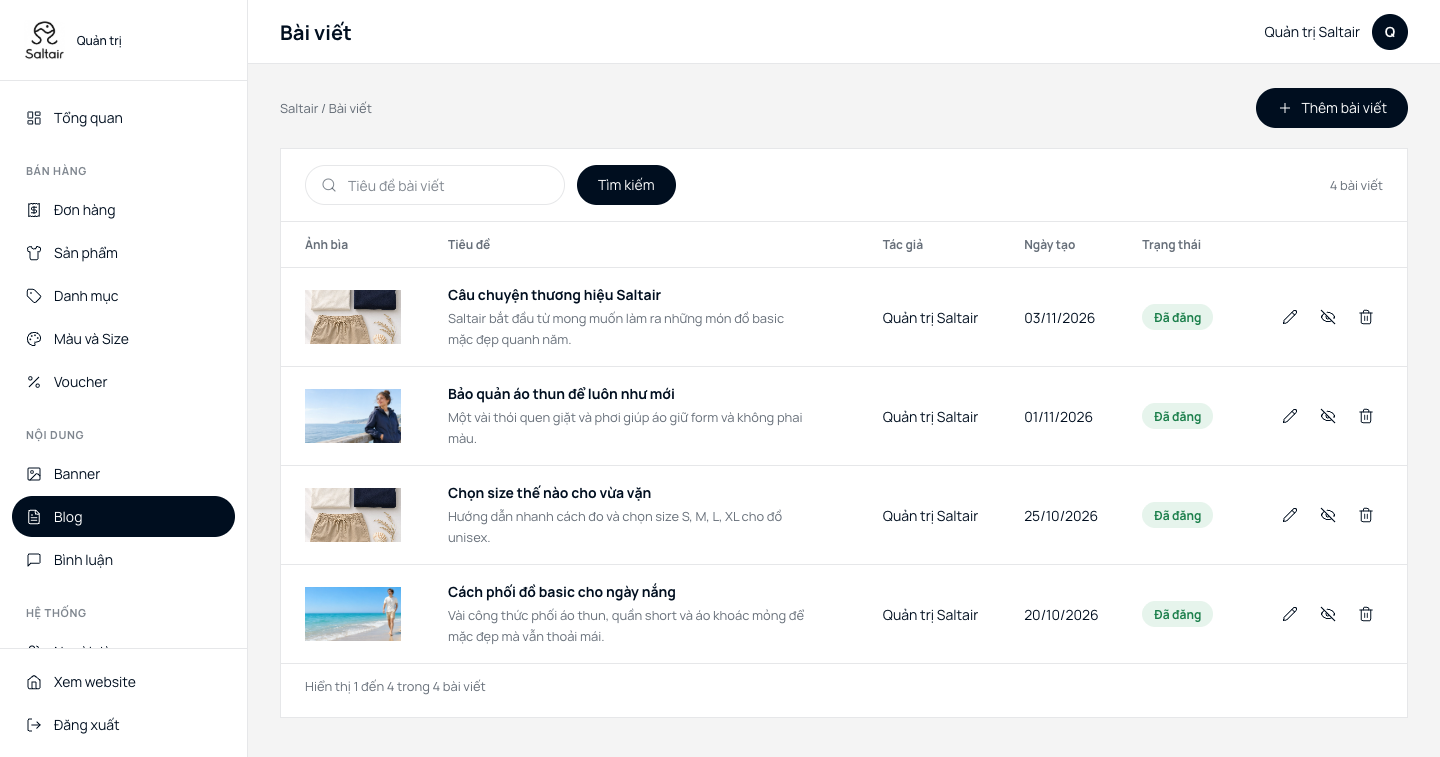 Saltair
Quản trị
Bài viết
Quản trị Saltair
Q
Tổng quan
BÁN HÀNG
Đơn hàng
Sản phẩm
Danh mục
Màu và Size
Voucher
NỘI DUNG
Banner
Blog
Bình luận
HỆ THỐNG
Xem website
Đăng xuất
Saltair / Bài viết
Thêm bài viết
Tiêu đề bài viết
Tìm kiếm
4 bài viết
Ảnh bìa
Tiêu đề
Tác giả
Ngày tạo
Trạng thái
Câu chuyện thương hiệu Saltair
Saltair bắt đầu từ mong muốn làm ra những món đồ basic
mặc đẹp quanh năm.
Quản trị Saltair
03/11/2026
Đã đăng
Bảo quản áo thun để luôn như mới
Một vài thói quen giặt và phơi giúp áo giữ form và không phai
màu.
Quản trị Saltair
01/11/2026
Đã đăng
Chọn size thế nào cho vừa vặn
Hướng dẫn nhanh cách đo và chọn size S, M, L, XL cho đồ
unisex.
Quản trị Saltair
25/10/2026
Đã đăng
Cách phối đồ basic cho ngày nắng
Vài công thức phối áo thun, quần short và áo khoác mỏng để
mặc đẹp mà vẫn thoải mái.
Quản trị Saltair
20/10/2026
Đã đăng
Hiển thị 1 đến 4 trong 4 bài viết